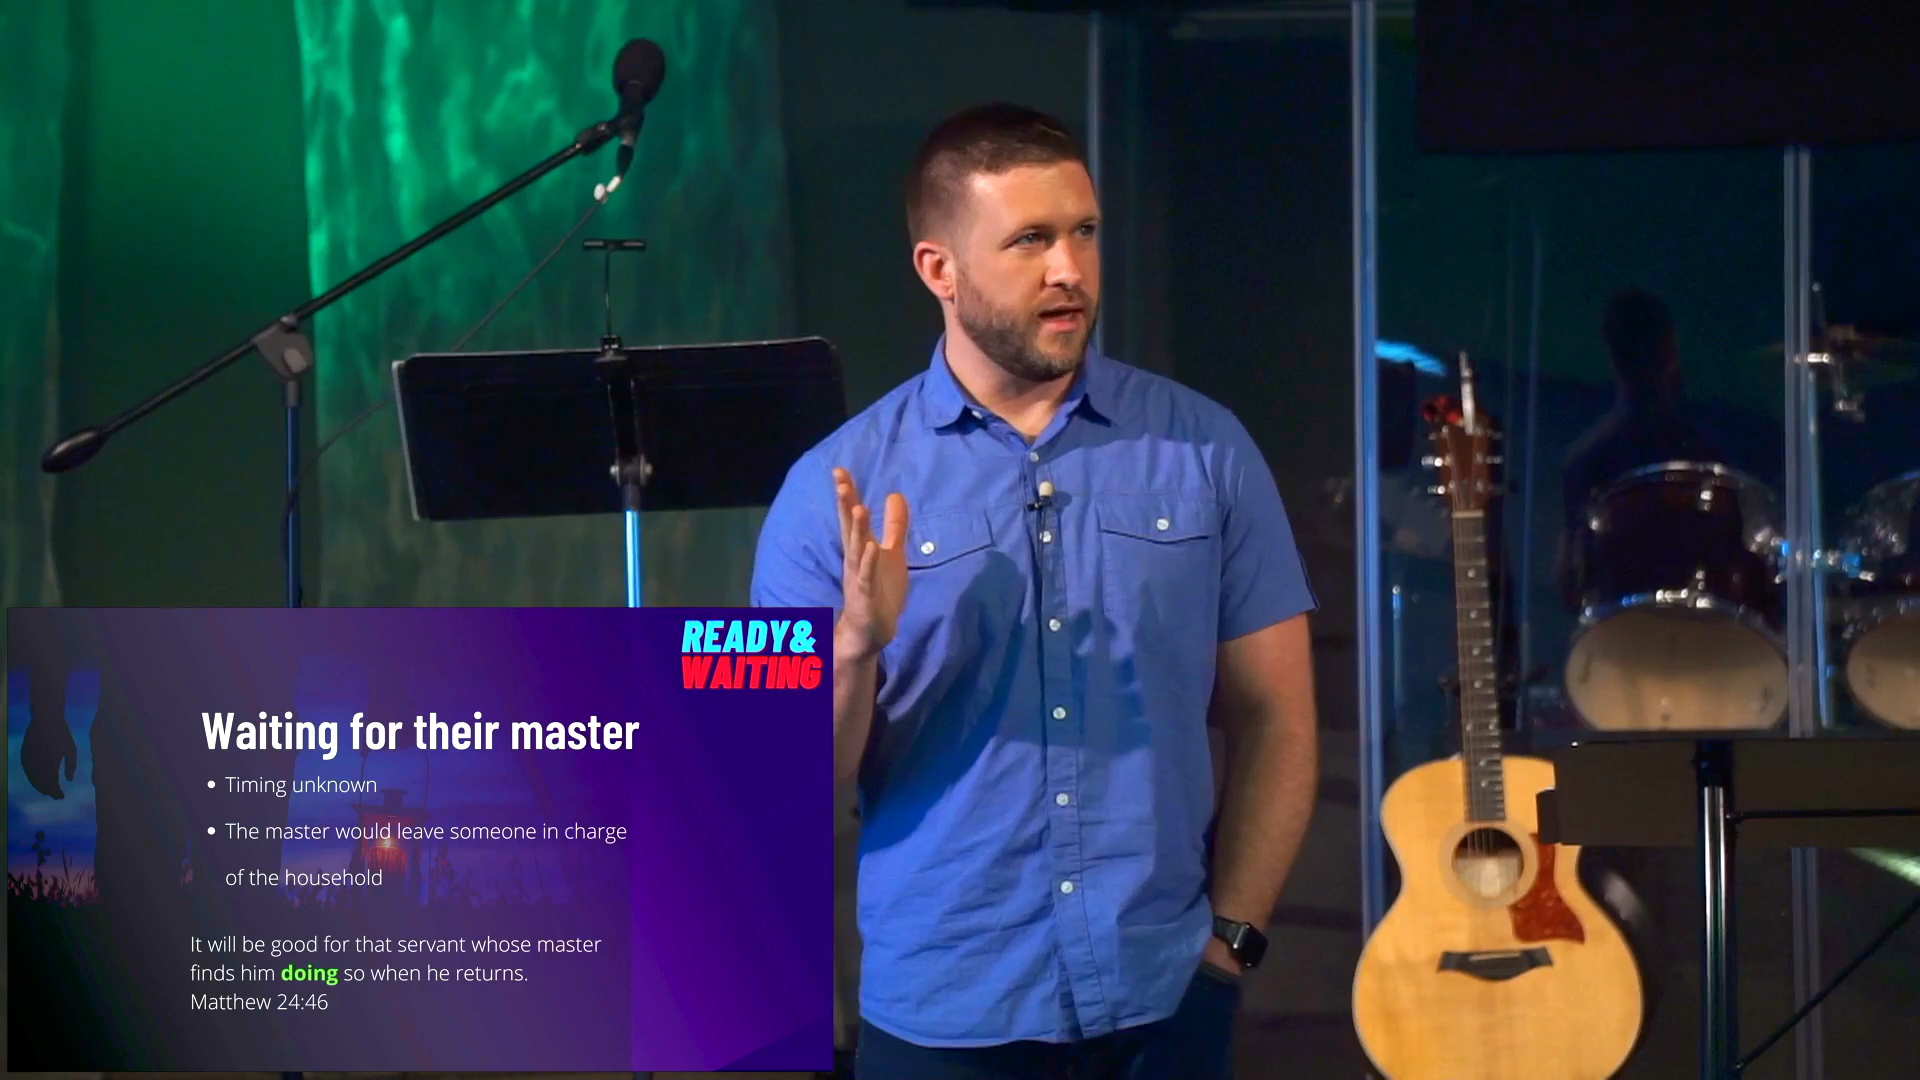 READY&
WAITING
Waiting for their master
• Timing unknown
• The master would leave someone in charge
of the household
It will be good for that servant whose master
finds him doing so when he returns.
Matthew 24:46